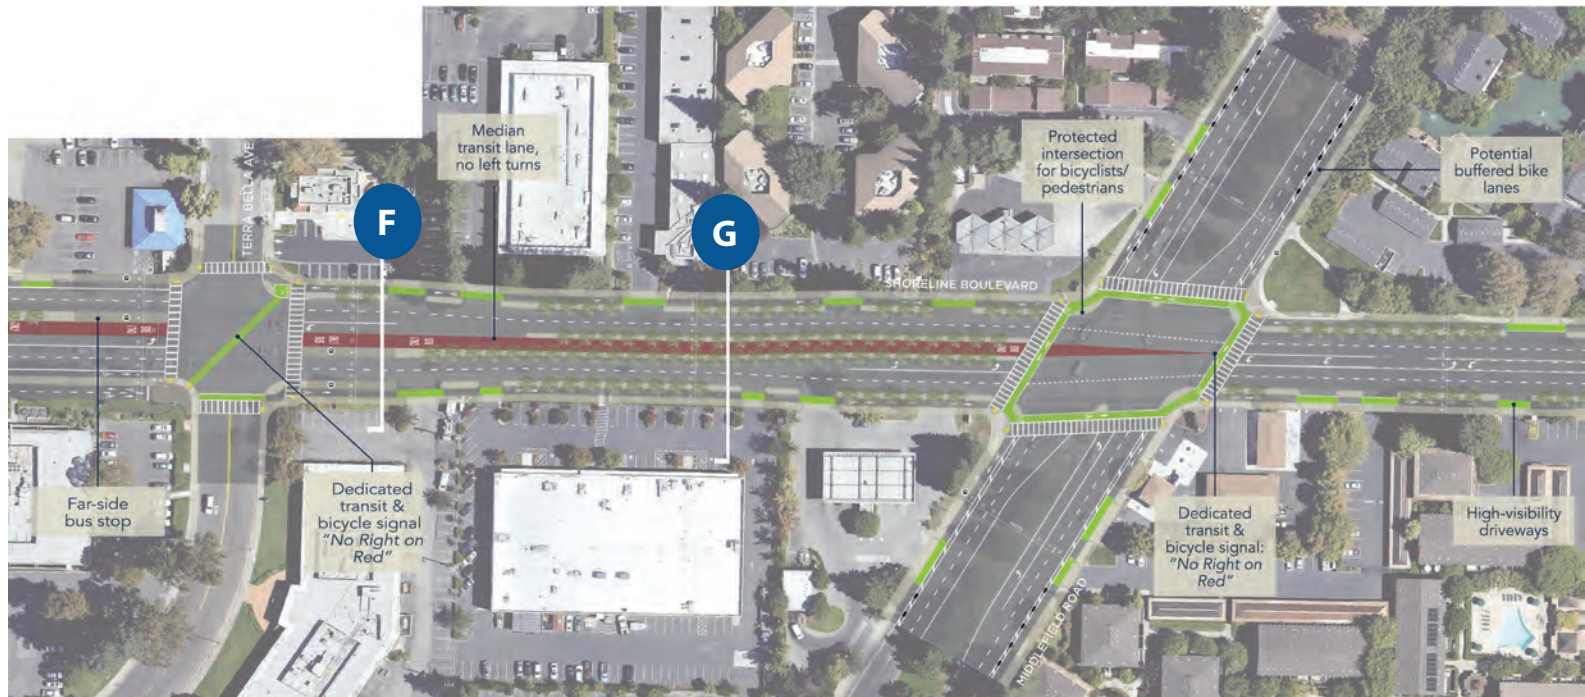 TERRA BELLA AVE
F
Median
transit lane,
no left turns
G
Protected
intersection
for bicyclists/
pedestrians
Potential
buffered bike
lanes
SHORELINE BOULEVARD
Far-side
bus stop
Dedicated
transit &
bicycle signal
"No Right on
Red"
Dedicated
transit &
bicycle signal:
"No Right on
Red"
High-visibility
driveways
MIDDLEFIELD ROAD